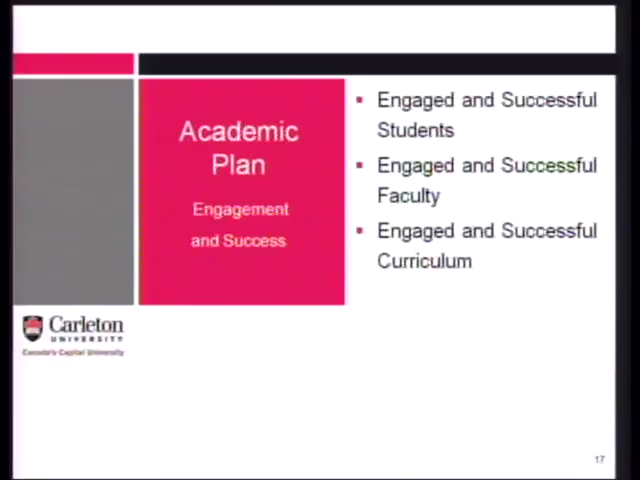 Academic
Plan
Engagement
and Success
Engaged and Successful
Students
Engaged and Successful
Faculty
Engaged and Successful
Curriculum
Carleton
UNIVERSITY
Canada's Capital University
17